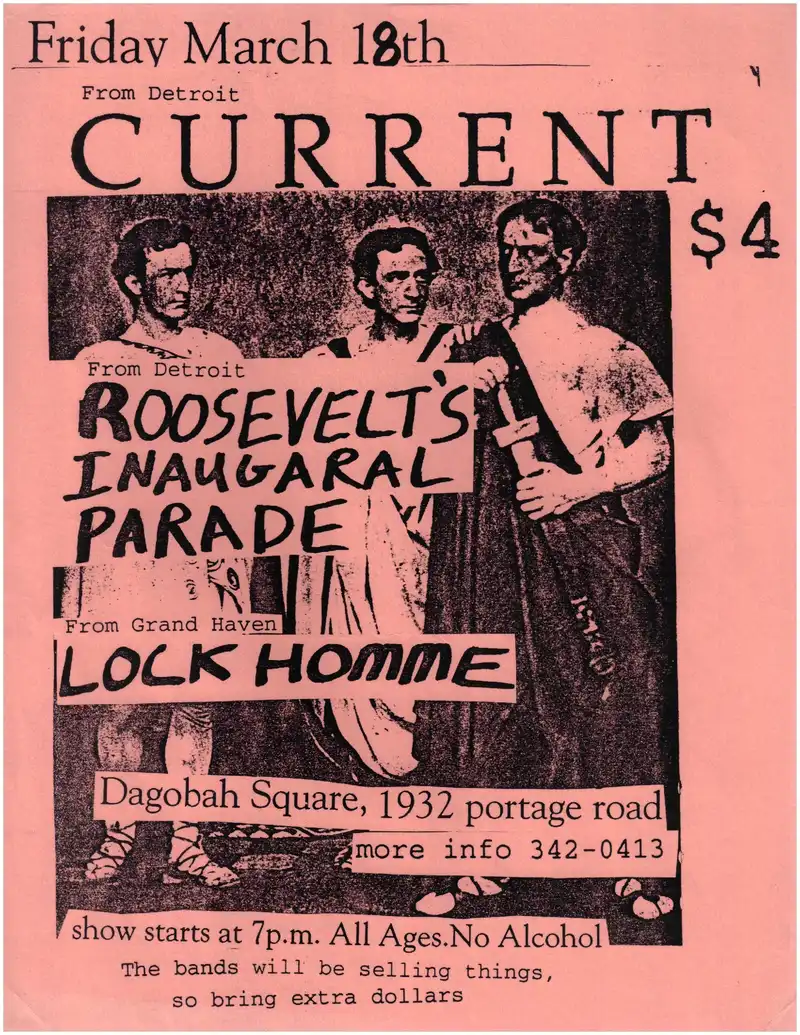 Friday March 18th
From Detroit
CURRENT
$4
From Detroit
ROOSEVELT'S
INAUGARAL
PARADE
From Grand Haven
LOCK HOMME
Dagobah Square, 1932 portage road
more info 342-0413
show starts at 7p.m. All Ages.No Alcohol
The bands will be selling things,
so bring extra dollars